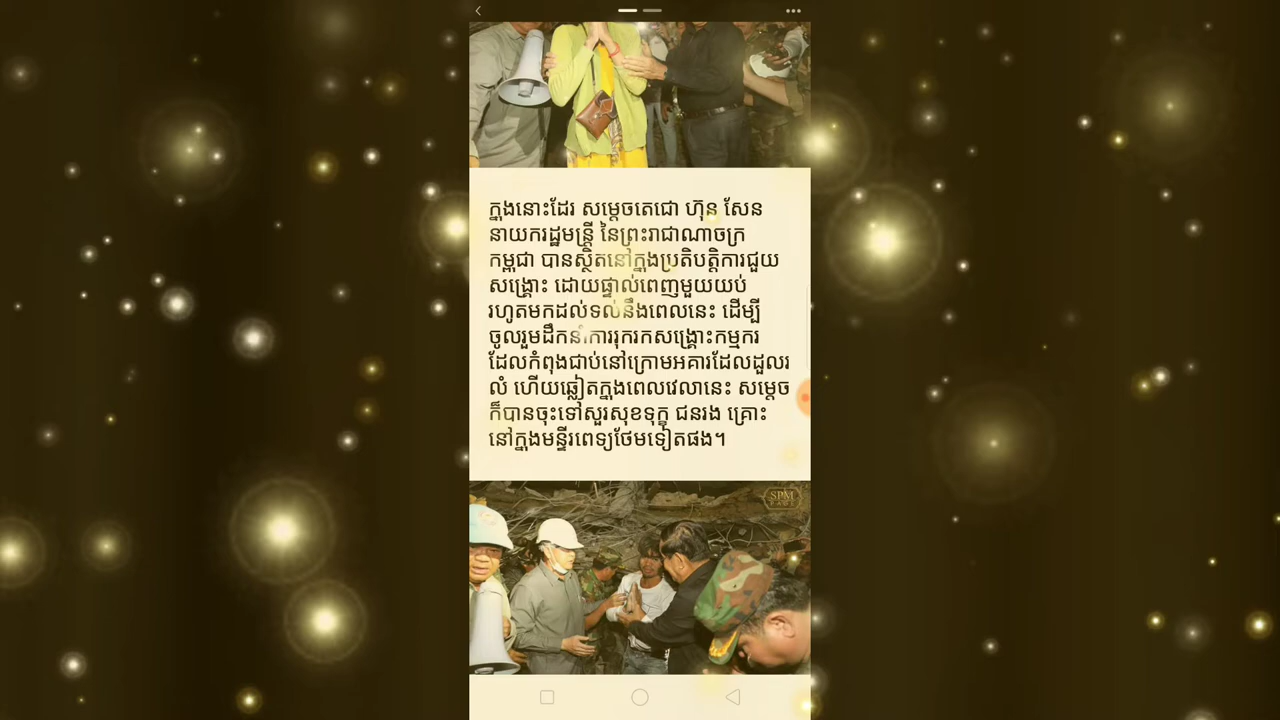 ក្នុងនោះដែរ សម្តេចតេជោ ហ៊ុន សែន
នាយករដ្ឋមន្ត្រី នៃព្រះរាជាណាចក្រ
កម្ពុជា បានស្ថិតនៅក្នុងប្រតិបត្តិការជួយ
សង្គ្រោះ ដោយផ្ទាល់ពេញមួយយប់
រហូតមកដល់ទល់នឹងពេលនេះ ដើម្បី
ចូលរួមដឹកនាំការរុករកសង្គ្រោះកម្មករ
ដែលកំពុងជាប់នៅក្រោមអគារដែលដួលរ
លំ ហើយឆ្លៀតក្នុងពេលវេលានេះ សម្តេច
ក៏បានចុះទៅសួរសុខទុក្ខ ជនរង គ្រោះ
នៅក្នុងមន្ទីរពេទ្យថែមទៀតផង។
SPM
PAGE